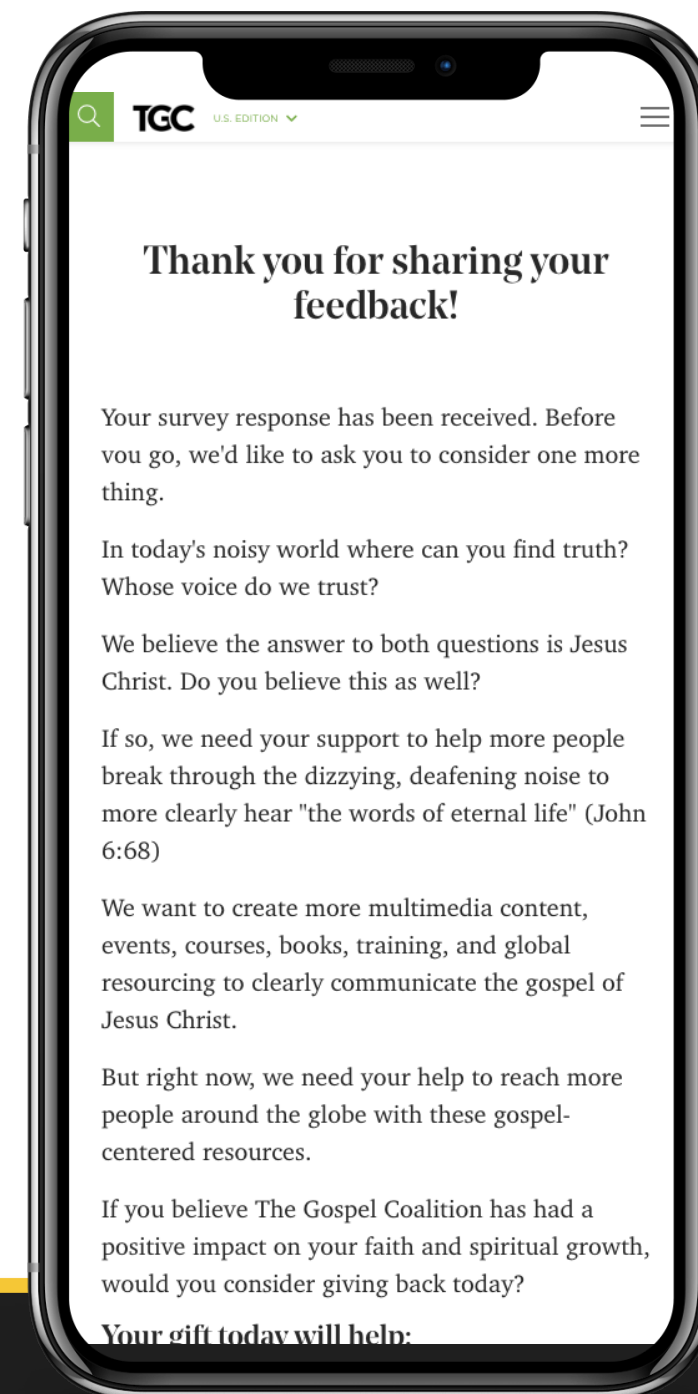 TGC U.S. EDITION
Thank you for sharing your
feedback!
Your survey response has been received. Before
you go, we'd like to ask you to consider one more
thing.
In today's noisy world where can you find truth?
Whose voice do we trust?
We believe the answer to both questions is Jesus
Christ. Do you believe this as well?
If so, we need your support to help more people
break through the dizzying, deafening noise to
more clearly hear "the words of eternal life" (John
6:68)
We want to create more multimedia content,
events, courses, books, training, and global
resourcing to clearly communicate the gospel of
Jesus Christ.
But right now, we need your help to reach more
people around the globe with these gospel-
centered resources.
If you believe The Gospel Coalition has had a
positive impact on your faith and spiritual growth,
would you consider giving back today?
Your gift today will help: